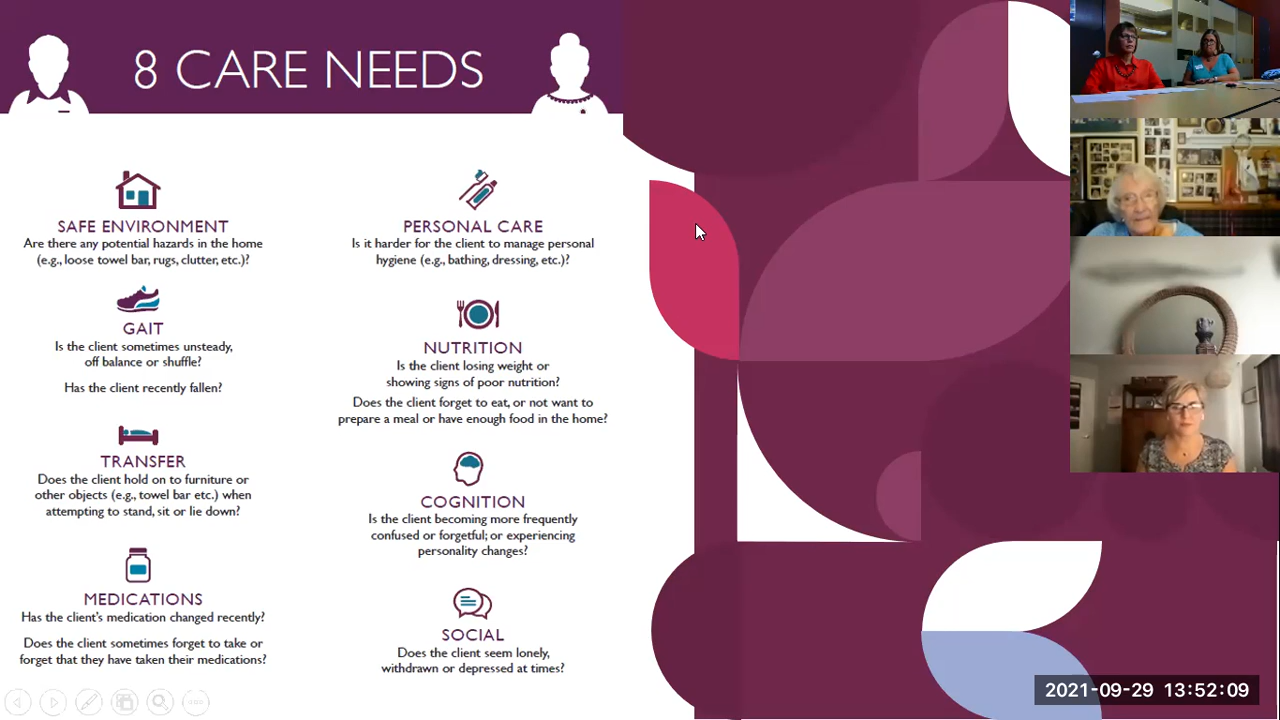 8 CARE NEEDS
SAFE ENVIRONMENT
Are there any potential hazards in the home
(e.g., loose towel bar, rugs, clutter, etc.)?
GAIT
Is the client sometimes unsteady,
off balance or shuffle?
Has the client recently fallen?
TRANSFER
Does the client hold on to furniture or
other objects (e.g., towel bar etc.) when
attempting to stand, sit or lie down?
MEDICATIONS
Has the client's medication changed recently?
Does the client sometimes forget to take or
forget that they have taken their medications?
PERSONAL CARE
Is it harder for the client to manage personal
hygiene (e.g., bathing, dressing, etc.)?
NUTRITION
Is the client losing weight or
showing signs of poor nutrition?
Does the client forget to eat, or not want to
prepare a meal or have enough food in the home?
COGNITION
Is the client becoming more frequently
confused or forgetful; or experiencing
personality changes?
SOCIAL
Does the client seem lonely,
withdrawn or depressed at times?
2021-09-29 13:52:09